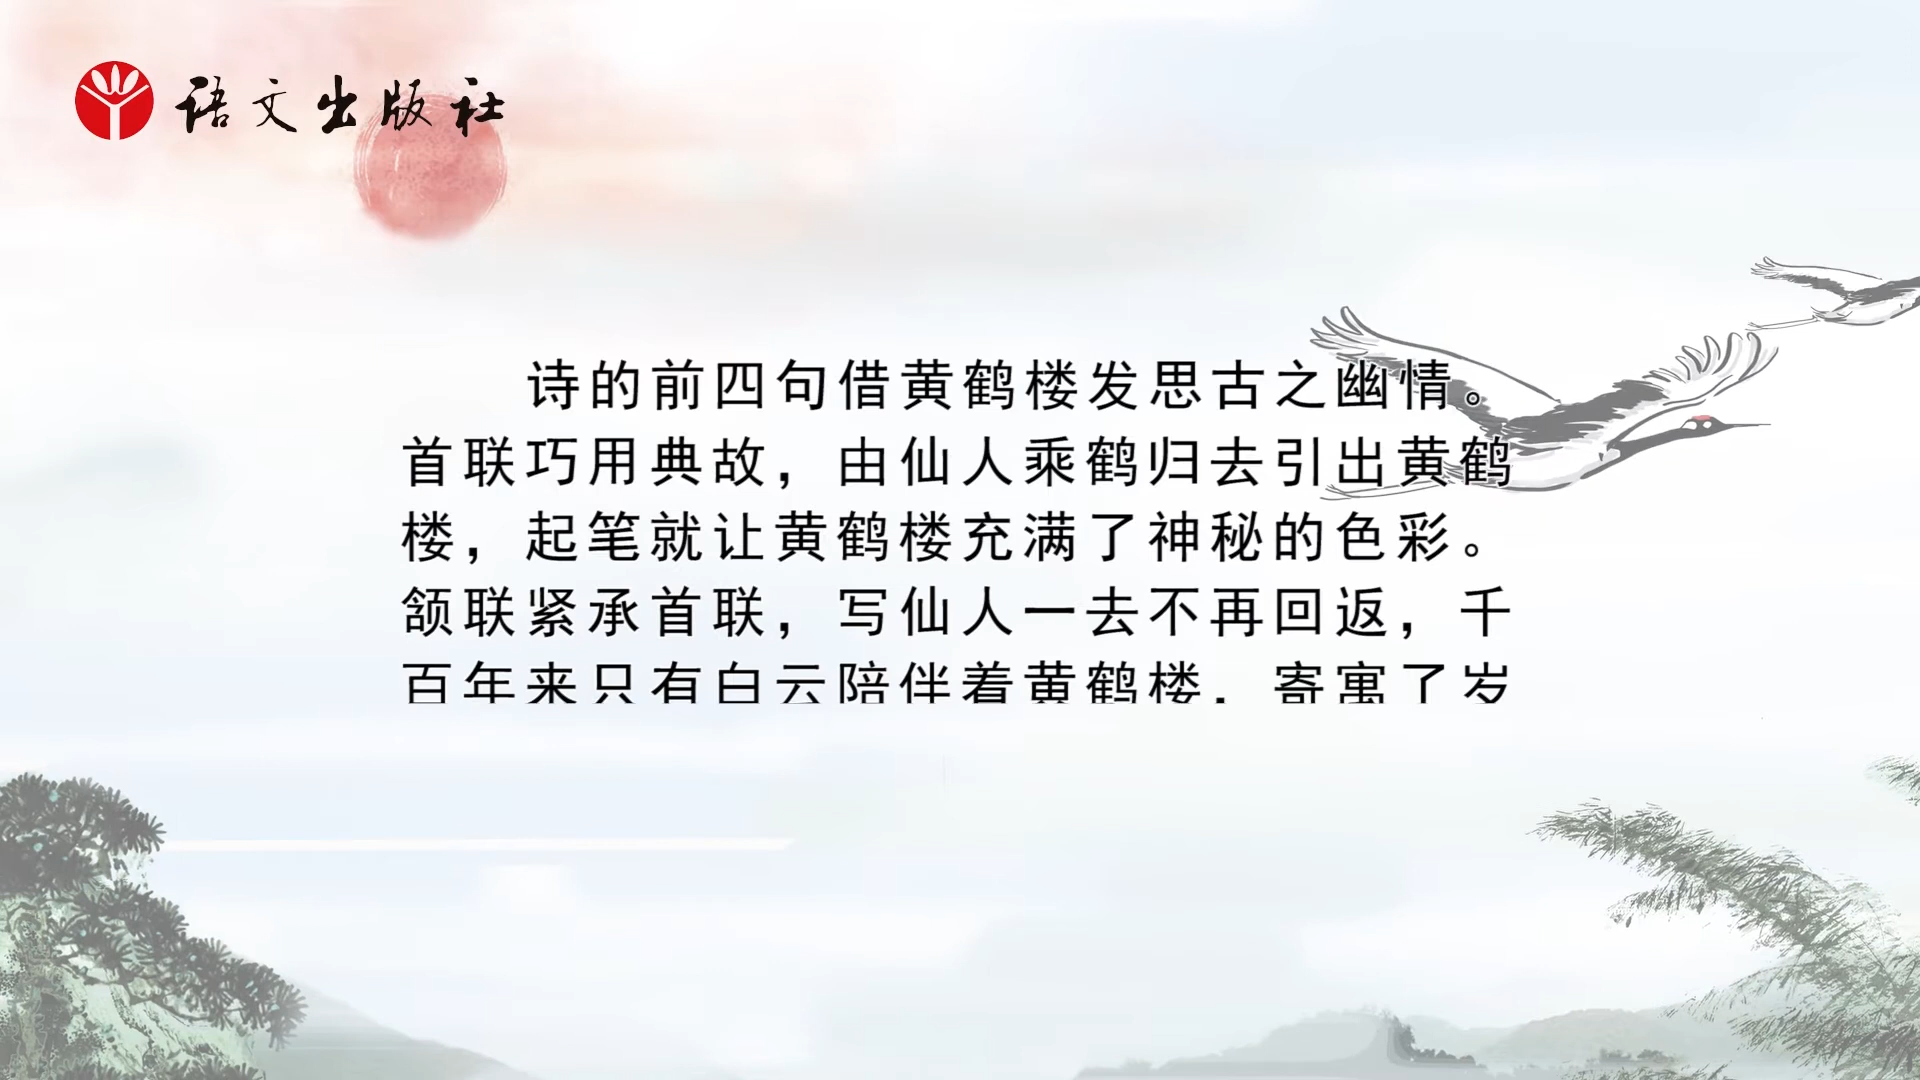 语文出版社
诗的前四句借黄鹤楼发思古之幽情。
首联巧用典故，由仙人乘鹤归去引出黄鹤
楼，起笔就让黄鹤楼充满了神秘的色彩。
颔联紧承首联，写仙人一去不再回返，千
百年来只有白云陪伴着黄鹤楼，寄寓了岁